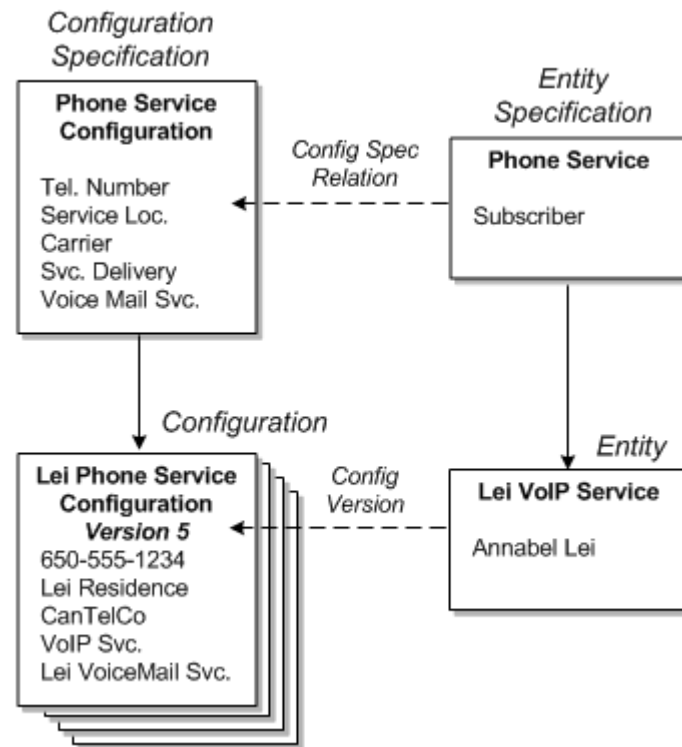 Configuration
Specification
Phone Service
Configuration
Tel. Number
Service Loc.
Carrier
Svc. Delivery
Voice Mail Svc.
Config Spec
Relation
Entity
Specification
Phone Service
Subscriber
Configuration
Lei Phone Service
Configuration
Version 5
650-555-1234
Lei Residence
CanTelCo
VoIP Svc.
Lei VoiceMail Svc.
Config
Version
Entity
Lei VoIP Service
Annabel Lei